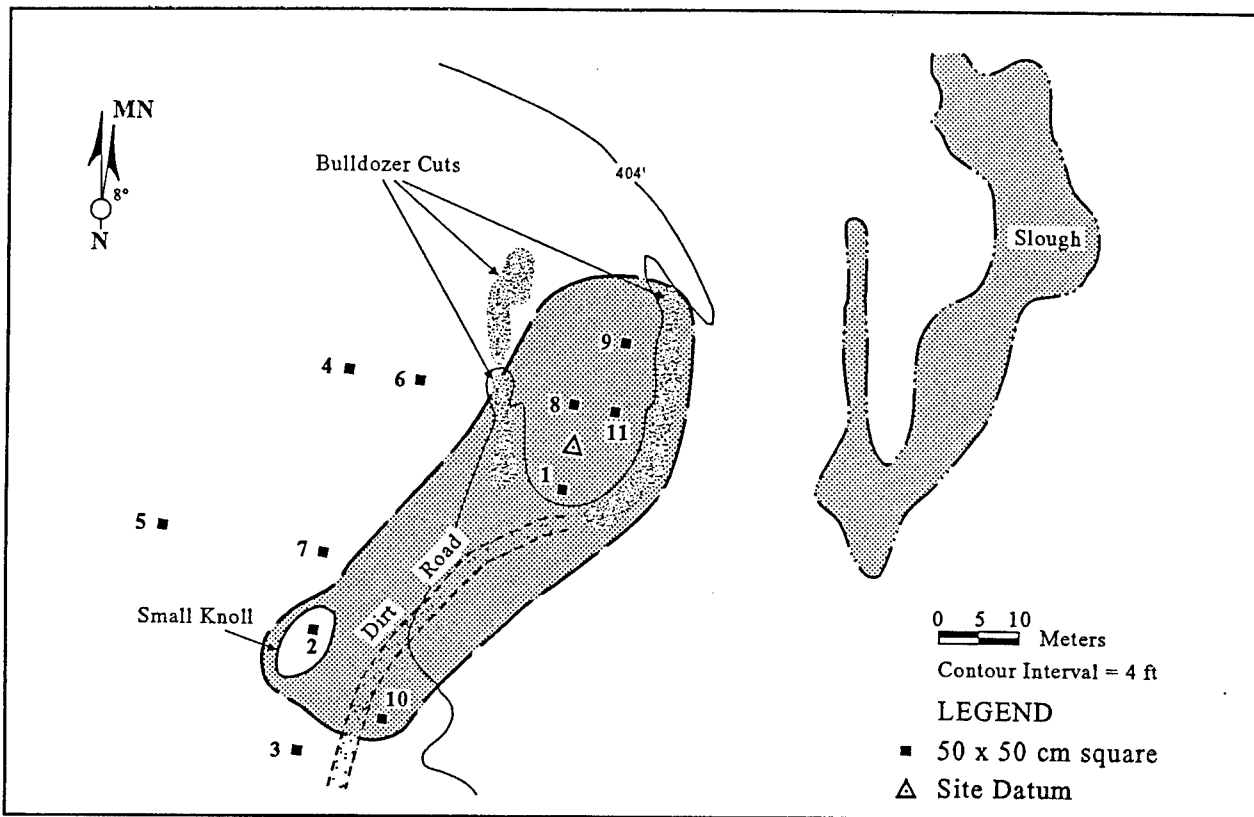 MN
8°
N
Bulldozer Cuts
404'
Slough
9
4
6
8
11
1
5
7
Road
Dirt
Small Knoll
2
10
3
0 5 10
Meters
Contour Interval = 4 ft
LEGEND
50 x 50 cm square
Site Datum